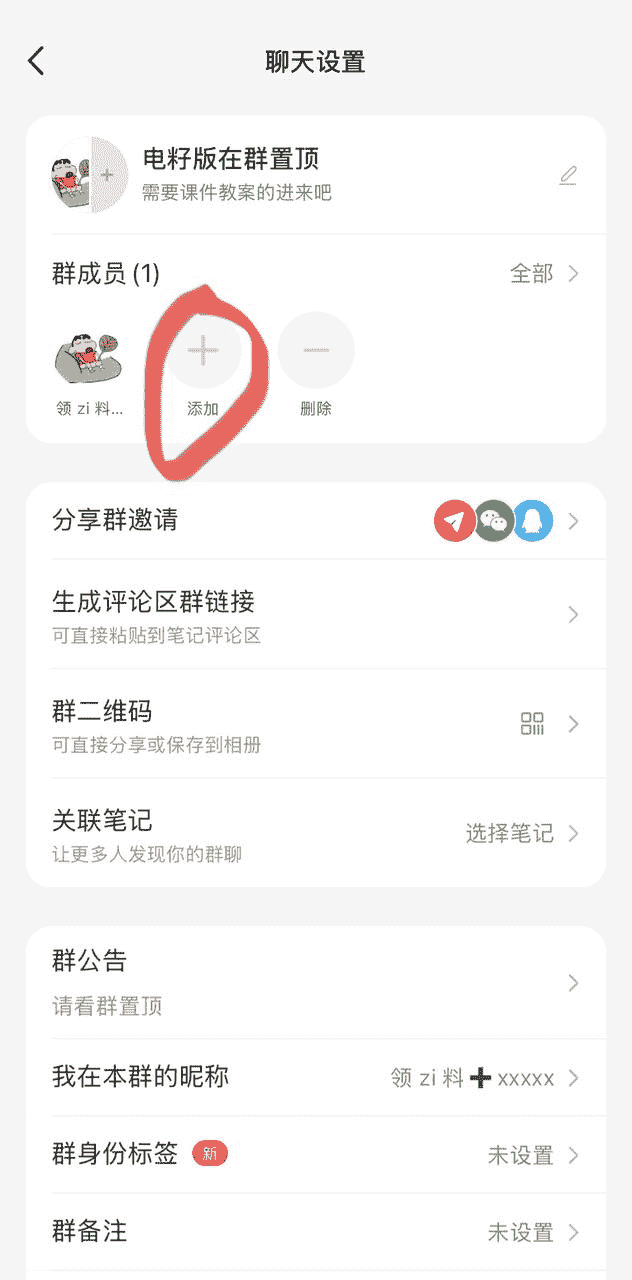 聊天设置
电籽版在群置顶
需要课件教案的进来吧
群成员 (1)
全部
领 zi 料...
添加
删除
分享群邀请
生成评论区群链接
可直接粘贴到笔记评论区
群二维码
可直接分享或保存到相册
关联笔记
选择笔记
让更多人发现你的群聊
群公告
请看群置顶
我在本群的昵称
领 zi 料➕xxxxx
群身份标签
新
未设置
群备注
未设置